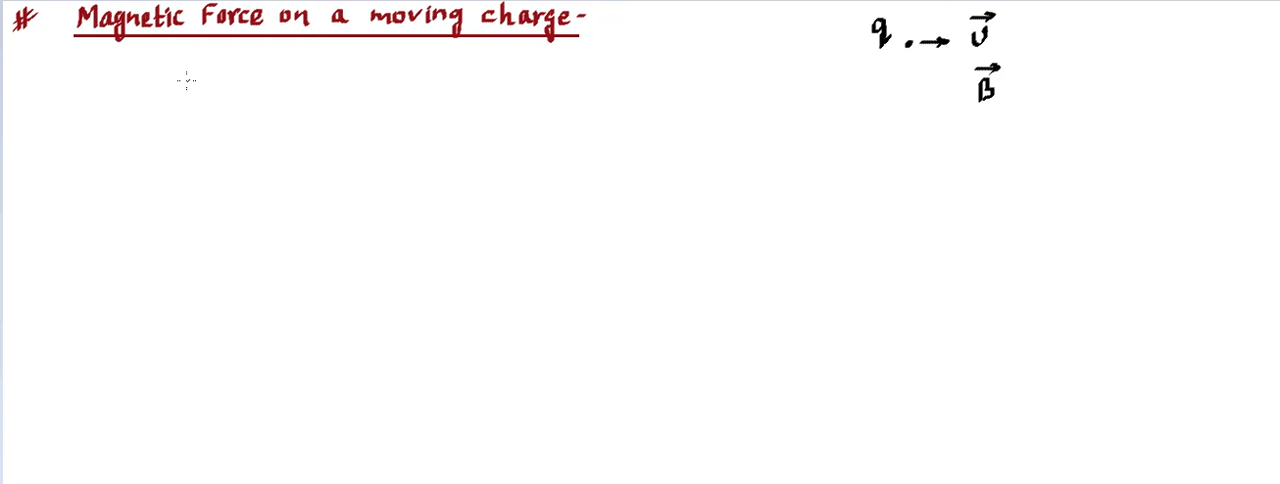 # Magnetic Force on a moving charge-
q . → v⃗
B⃗